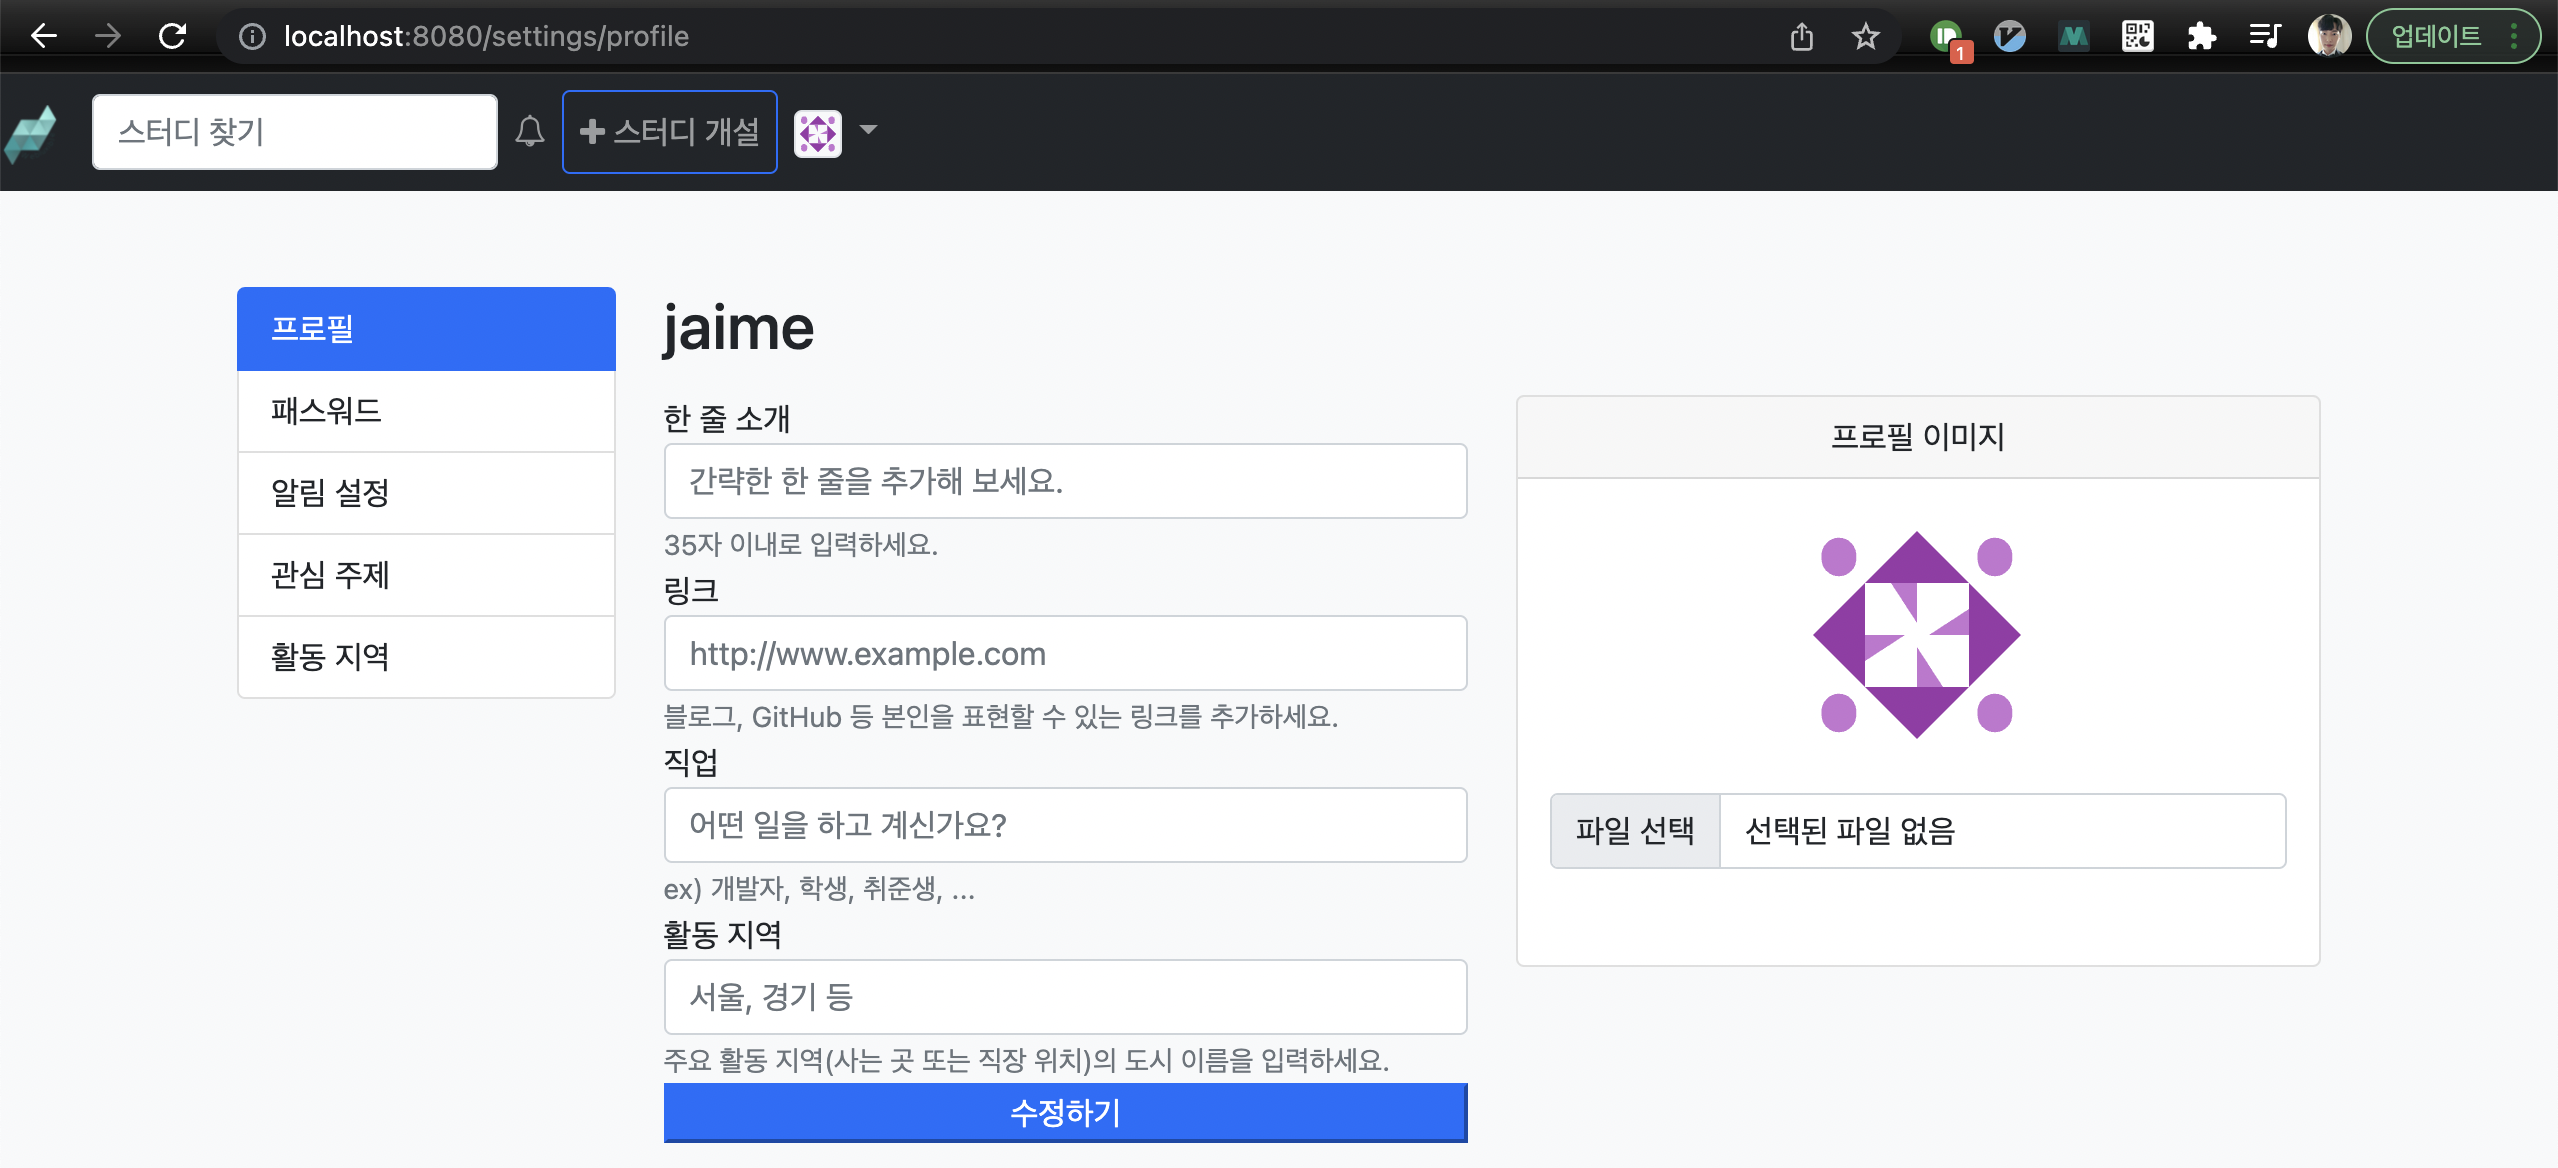 localhost:8080/settings/profile
1
업데이트
스터디 찾기
스터디 개설
프로필
패스워드
알림 설정
관심 주제
활동 지역
jaime
한 줄 소개
간략한 한 줄을 추가해 보세요.
35자 이내로 입력하세요.
링크
http://www.example.com
블로그, GitHub 등 본인을 표현할 수 있는 링크를 추가하세요.
직업
어떤 일을 하고 계신가요?
ex) 개발자, 학생, 취준생, ...
활동 지역
서울, 경기 등
주요 활동 지역(사는 곳 또는 직장 위치)의 도시 이름을 입력하세요.
수정하기
프로필 이미지
파일 선택 선택된 파일 없음